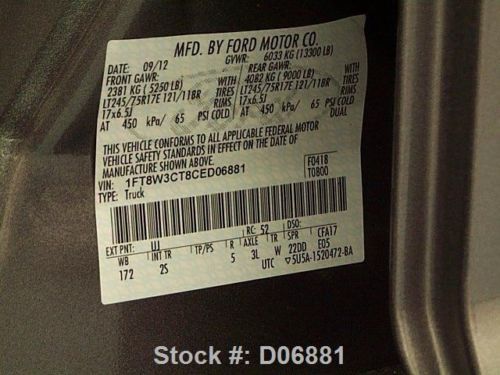 MFD. BY FORD MOTOR CO.
DATE: 09/12 GVWR: 6033 KG (13300 LB)
FRONT GAWR: REAR GAWR:
2381 KG (5250 LB) WITH 4082 KG (9000 LB) WITH
LT245/75R17E 121/118R TIRES LT245/75R17E 121/118R TIRES
17x6.5J RIMS 17x6.5J RIMS
AT 450 kPa/ 65 PSI COLD AT 450 kPa/ 65 PSI COLD
DUAL
THIS VEHICLE CONFORMS TO ALL APPLICABLE FEDERAL MOTOR
VEHICLE SAFETY STANDARDS IN EFFECT ON THE DATE OF
MANUFACTURE SHOWN ABOVE.
VIN: 1FT8W3CT8CED06881 F0418
TYPE: Truck T0800
EXT PNT: UJ RC: 52 DSO:
WB INT TR TP/PS R AXLE TR SPR CFA17
172 2S 5 3L W 22DD E05
UTC ▽5U5A-1520472-BA
Stock #: D06881